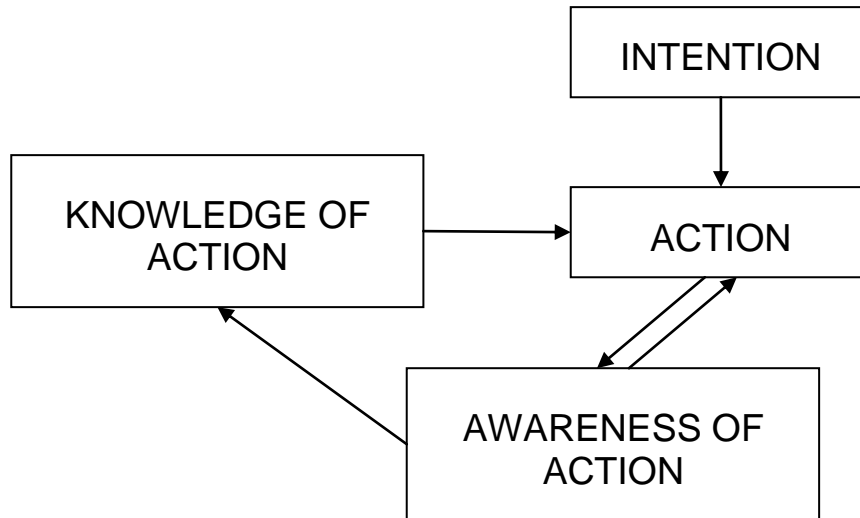 INTENTION
KNOWLEDGE OF
ACTION
ACTION
AWARENESS OF
ACTION